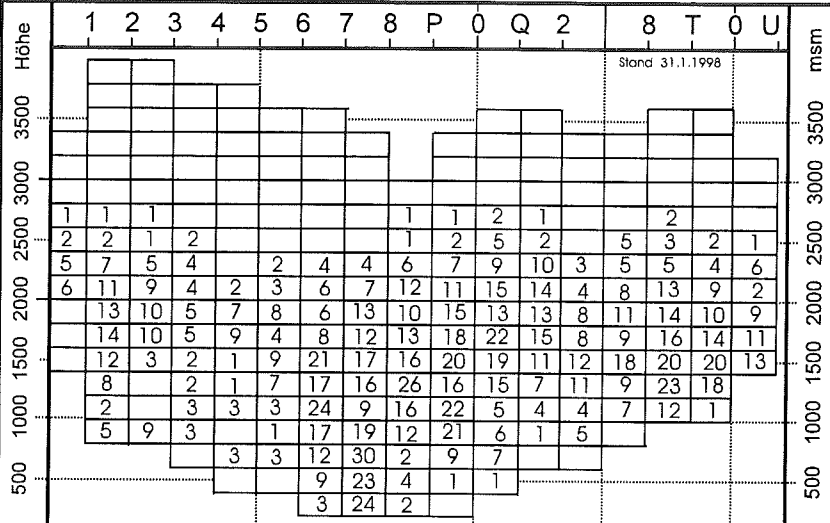 Höhe 1 2 3 4 5 6 7 8 P 0 Q 2 8 T 0 U msm
Stand 31.1.1998
3500 3500
3000 3000
1 1 1 1 1 2 1 2
2500 2 2 1 2 1 2 5 2 5 3 2 1 2500
5 7 5 4 2 4 4 6 7 9 10 3 5 5 4 6
6 11 9 4 2 3 6 7 12 11 15 14 4 8 13 9 2
2000 13 10 5 7 8 6 13 10 15 13 13 8 11 14 10 9 2000
14 10 5 9 4 8 12 13 18 22 15 8 9 16 14 11
1500 12 3 2 1 9 21 17 16 20 19 11 12 18 20 20 13 1500
8 2 1 7 17 16 26 16 15 7 11 9 23 18
1000 2 3 3 3 24 9 16 22 5 4 4 7 12 1 1000
5 9 3 1 17 19 12 21 6 1 5
3 3 12 30 2 9 7
500 9 23 4 1 1 500
3 24 2